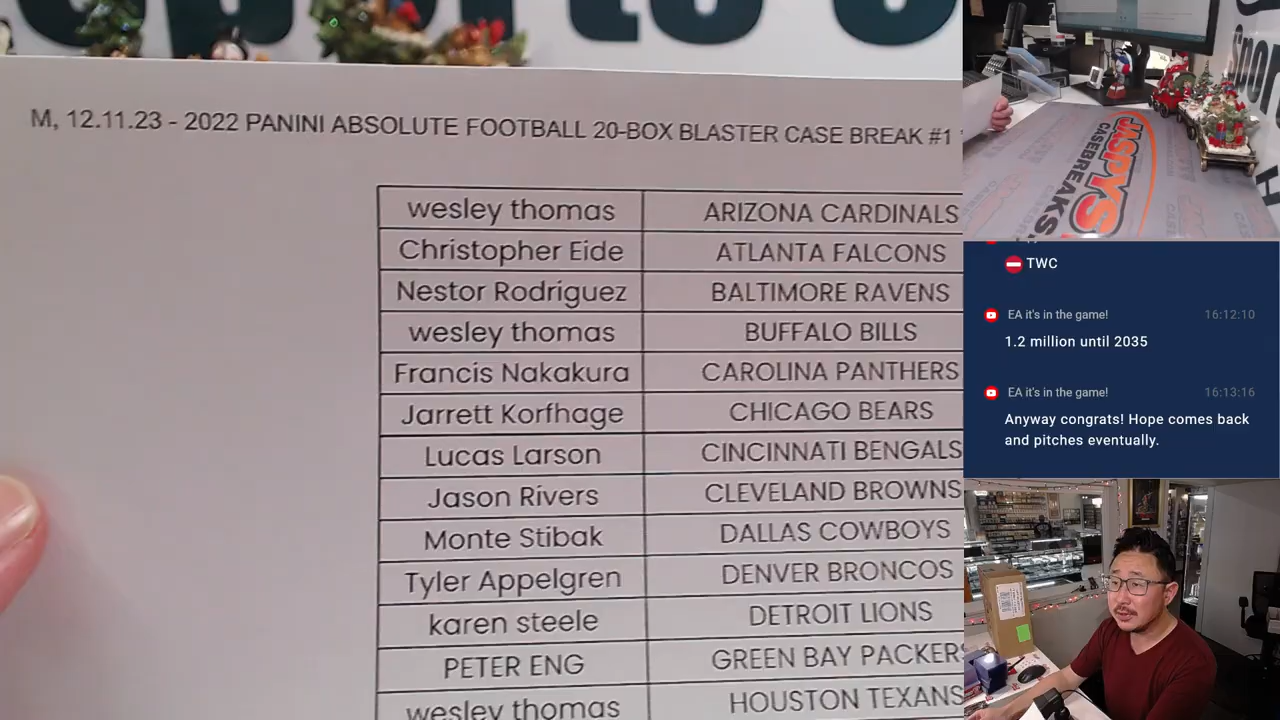 M, 12.11.23 - 2022 PANINI ABSOLUTE FOOTBALL 20-BOX BLASTER CASE BREAK #1
wesley thomas ARIZONA CARDINALS
Christopher Eide ATLANTA FALCONS
Nestor Rodriguez BALTIMORE RAVENS
wesley thomas BUFFALO BILLS
Francis Nakakura CAROLINA PANTHERS
Jarrett Korfhage CHICAGO BEARS
Lucas Larson CINCINNATI BENGALS
Jason Rivers CLEVELAND BROWNS
Monte Stibak DALLAS COWBOYS
Tyler Appelgren DENVER BRONCOS
karen steele DETROIT LIONS
PETER ENG GREEN BAY PACKERS
wesley thomas HOUSTON TEXANS
JASPYS
CASEBREAKS
TWC
EA it's in the game! 16:12:10
1.2 million until 2035
EA it's in the game! 16:13:16
Anyway congrats! Hope comes back
and pitches eventually.